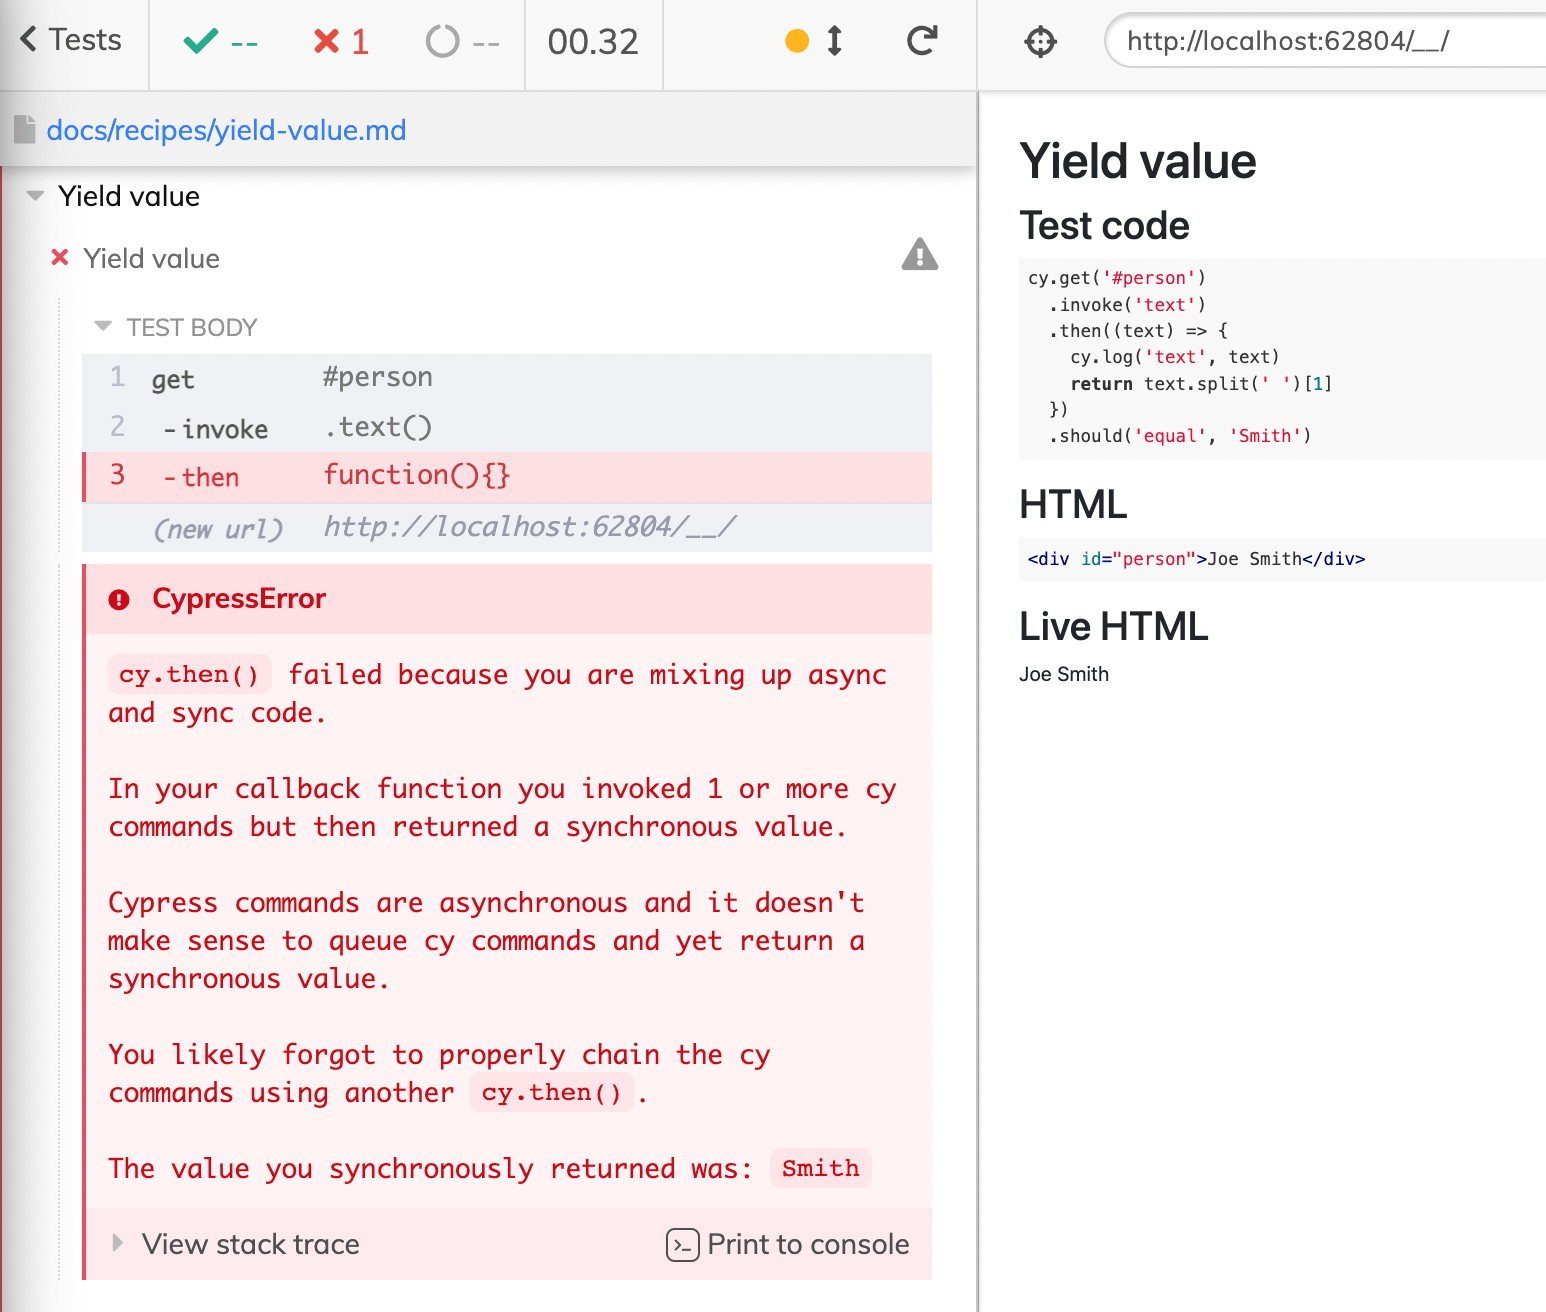 Tests
--
1
--
00.32
http://localhost:62804/__/
docs/recipes/yield-value.md
Yield value
Yield value
TEST BODY
1 get #person
2 -invoke .text()
3 -then function(){}
(new url) http://localhost:62804/__/
CypressError
cy.then() failed because you are mixing up async
and sync code.
In your callback function you invoked 1 or more cy
commands but then returned a synchronous value.
Cypress commands are asynchronous and it doesn't
make sense to queue cy commands and yet return a
synchronous value.
You likely forgot to properly chain the cy
commands using another cy.then().
The value you synchronously returned was: Smith
View stack trace
Print to console
Yield value
Test code
cy.get('#person')
.invoke('text')
.then((text) => {
cy.log('text', text)
return text.split(' ')[1]
})
.should('equal', 'Smith')
HTML
<div id="person">Joe Smith</div>
Live HTML
Joe Smith